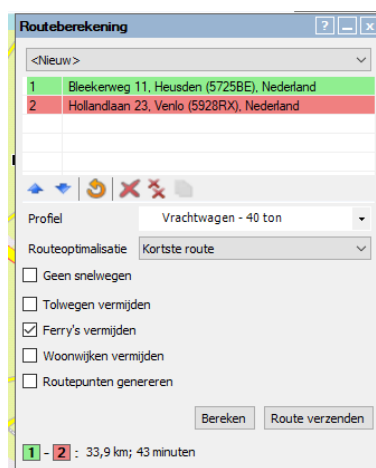 Routeberekening
<Nieuw>
1 Bleekerweg 11, Heusden (5725BE), Nederland
2 Hollandlaan 23, Venlo (5928RX), Nederland
Profiel Vrachtwagen - 40 ton
Routeoptimalisatie Kortste route
Geen snelwegen
Tolwegen vermijden
Ferry's vermijden
Woonwijken vermijden
Routepunten genereren
Bereken Route verzenden
1 - 2 : 33,9 km; 43 minuten